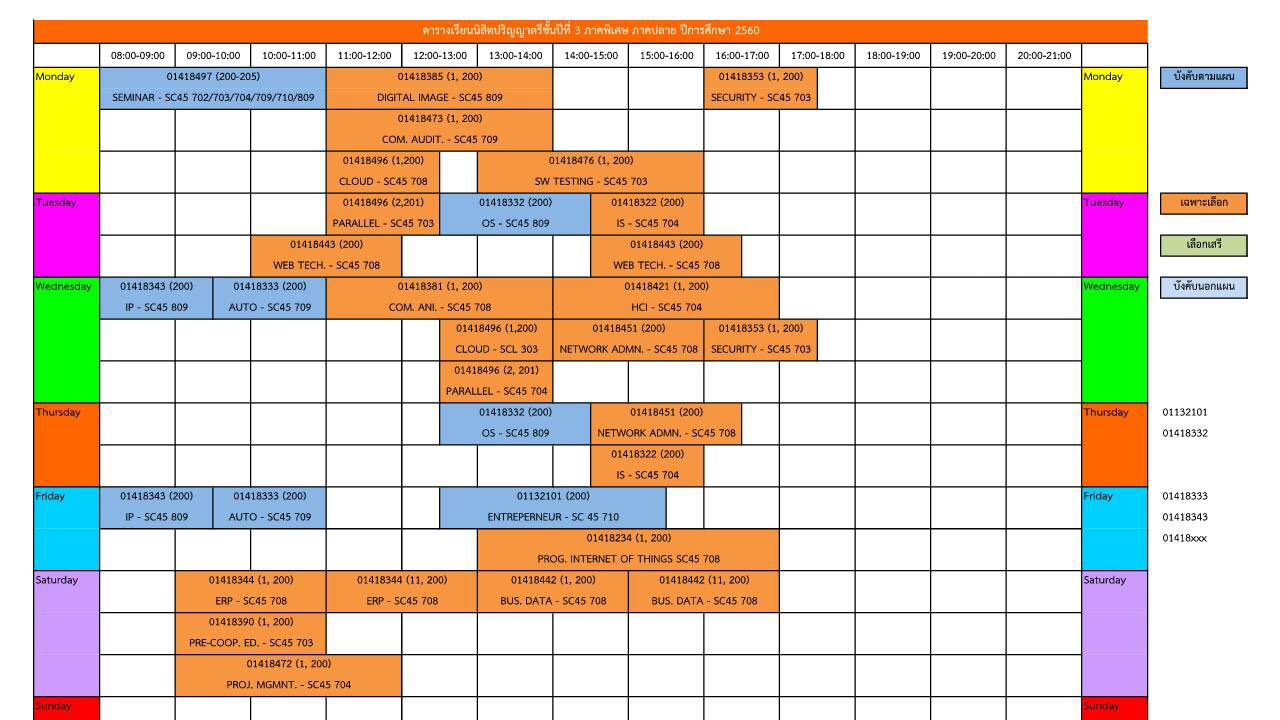 ตารางเรียนนิสิตปริญญาตรีชั้นปีที่ 3 ภาคพิเศษ ภาคปลาย ปีการศึกษา 2560
08:00-09:00 09:00-10:00 10:00-11:00 11:00-12:00 12:00-13:00 13:00-14:00 14:00-15:00 15:00-16:00 16:00-17:00 17:00-18:00 18:00-19:00 19:00-20:00 20:00-21:00
Monday 01418497 (200-205) 01418385 (1, 200) 01418353 (1, 200) Monday บังคับตามแผน
SEMINAR - SC45 702/703/704/709/710/809 DIGITAL IMAGE - SC45 809 SECURITY - SC45 703
01418473 (1, 200)
COM. AUDIT. - SC45 709
01418496 (1,200) 01418476 (1, 200)
CLOUD - SC45 708 SW TESTING - SC45 703
Tuesday 01418496 (2,201) 01418332 (200) 01418322 (200) Tuesday เฉพาะเลือก
PARALLEL - SC45 703 OS - SC45 809 IS - SC45 704
01418443 (200) 01418443 (200) เลือกเสรี
WEB TECH. - SC45 708 WEB TECH. - SC45 708
Wednesday 01418343 (200) 01418333 (200) 01418381 (1, 200) 01418421 (1, 200) Wednesday บังคับนอกแผน
IP - SC45 809 AUTO - SC45 709 COM. ANI. - SC45 708 HCI - SC45 704
01418496 (1,200) 01418451 (200) 01418353 (1, 200)
CLOUD - SCL 303 NETWORK ADMN. - SC45 708 SECURITY - SC45 703
01418496 (2, 201)
PARALLEL - SC45 704
Thursday 01418332 (200) 01418451 (200) Thursday 01132101
OS - SC45 809 NETWORK ADMN. - SC45 708 01418332
01418322 (200)
IS - SC45 704
Friday 01418343 (200) 01418333 (200) 01132101 (200) Friday 01418333
IP - SC45 809 AUTO - SC45 709 ENTREPERNEUR - SC 45 710 01418343
01418234 (1, 200) 01418xxx
PROG. INTERNET OF THINGS SC45 708
Saturday 01418344 (1, 200) 01418344 (11, 200) 01418442 (1, 200) 01418442 (11, 200) Saturday
ERP - SC45 708 ERP - SC45 708 BUS. DATA - SC45 708 BUS. DATA - SC45 708
01418390 (1, 200)
PRE-COOP. ED. - SC45 703
01418472 (1, 200)
PROJ. MGMNT. - SC45 704
Sunday Sunday